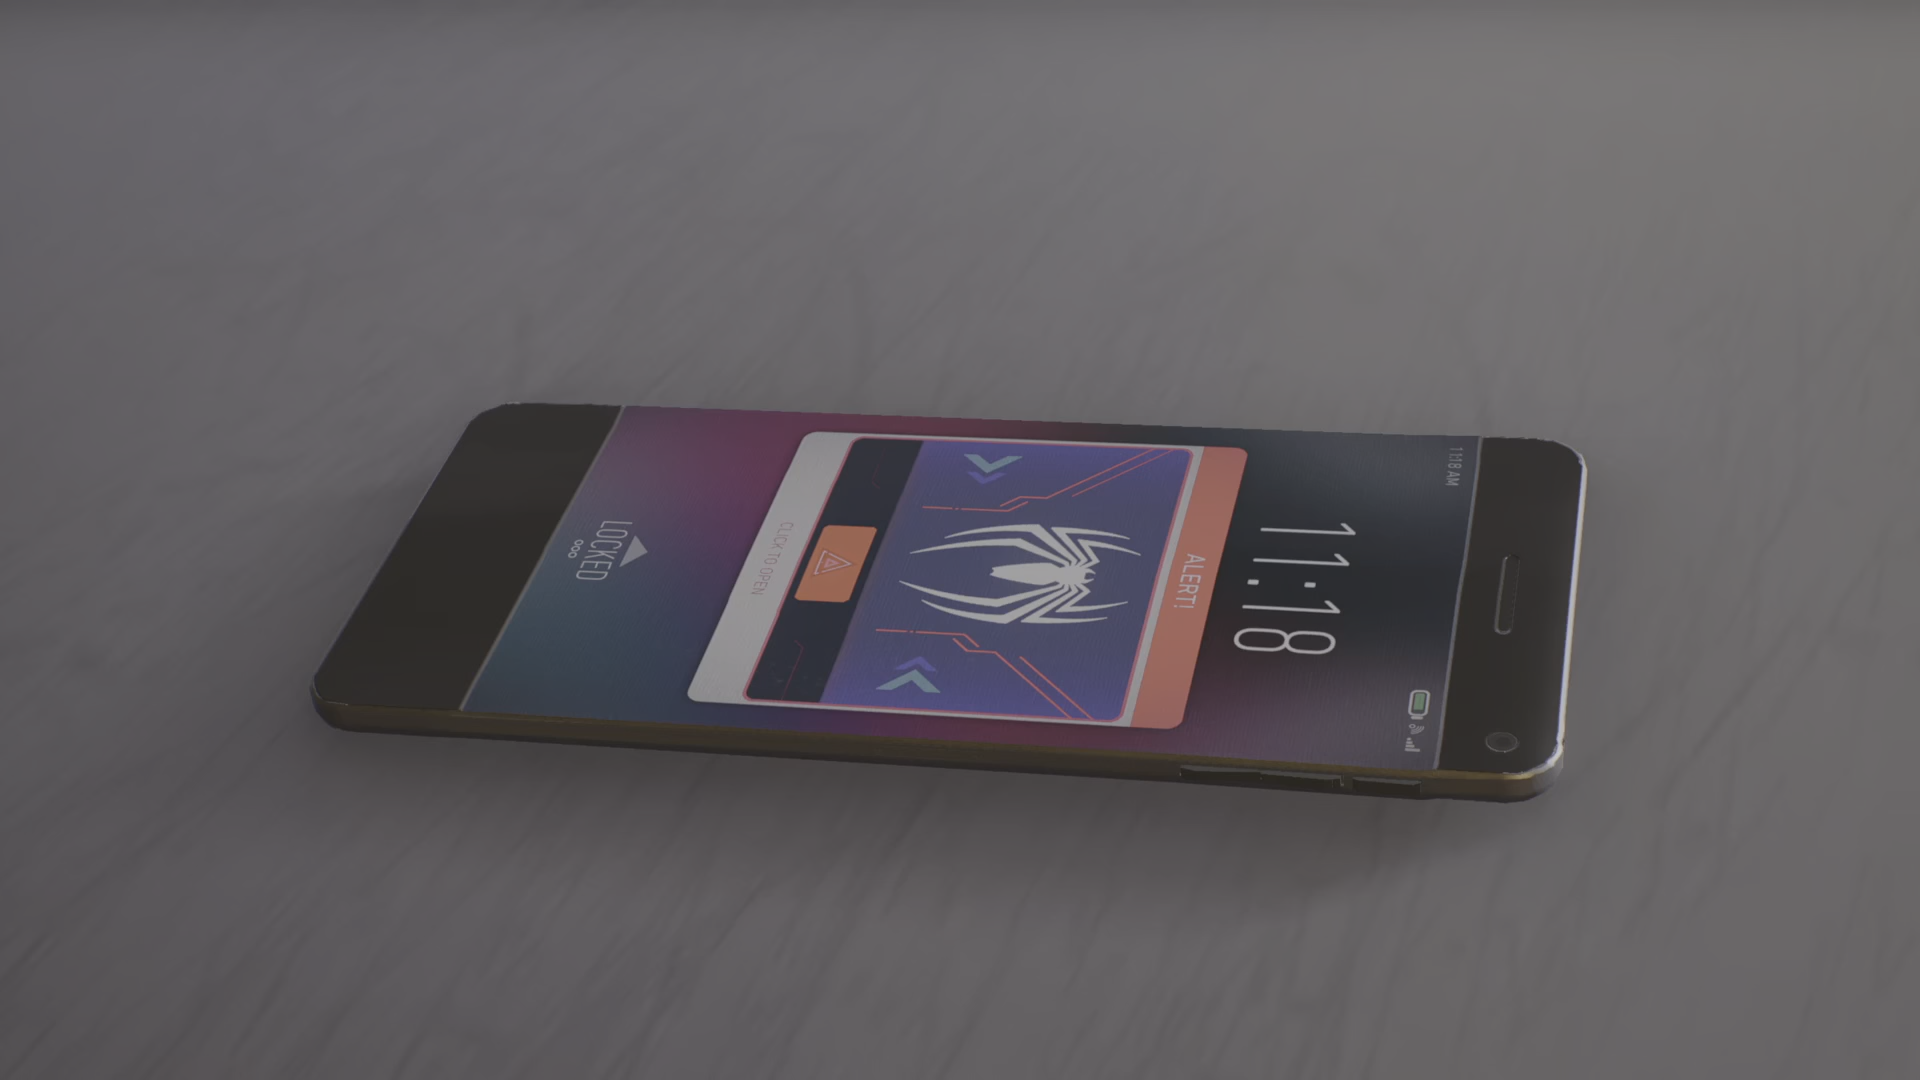 11:18 AM
11:18
ALERT!
CLICK TO OPEN
LOCKED